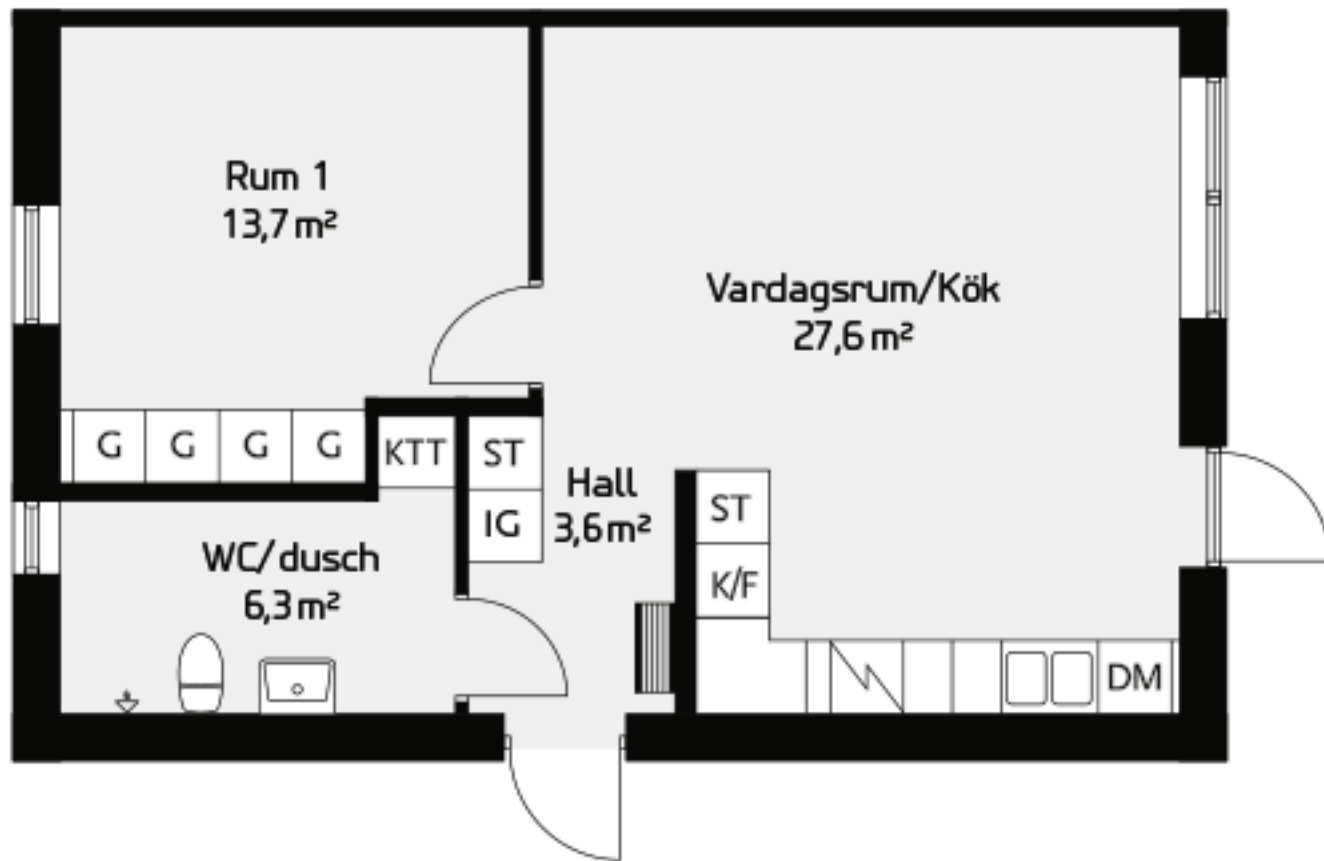 Rum 1
13,7 m²
Vardagsrum/Kök
27,6 m²
G G G G KTT ST
IG
Hall
3,6 m²
ST
K/F
WC/dusch
6,3 m²
DM